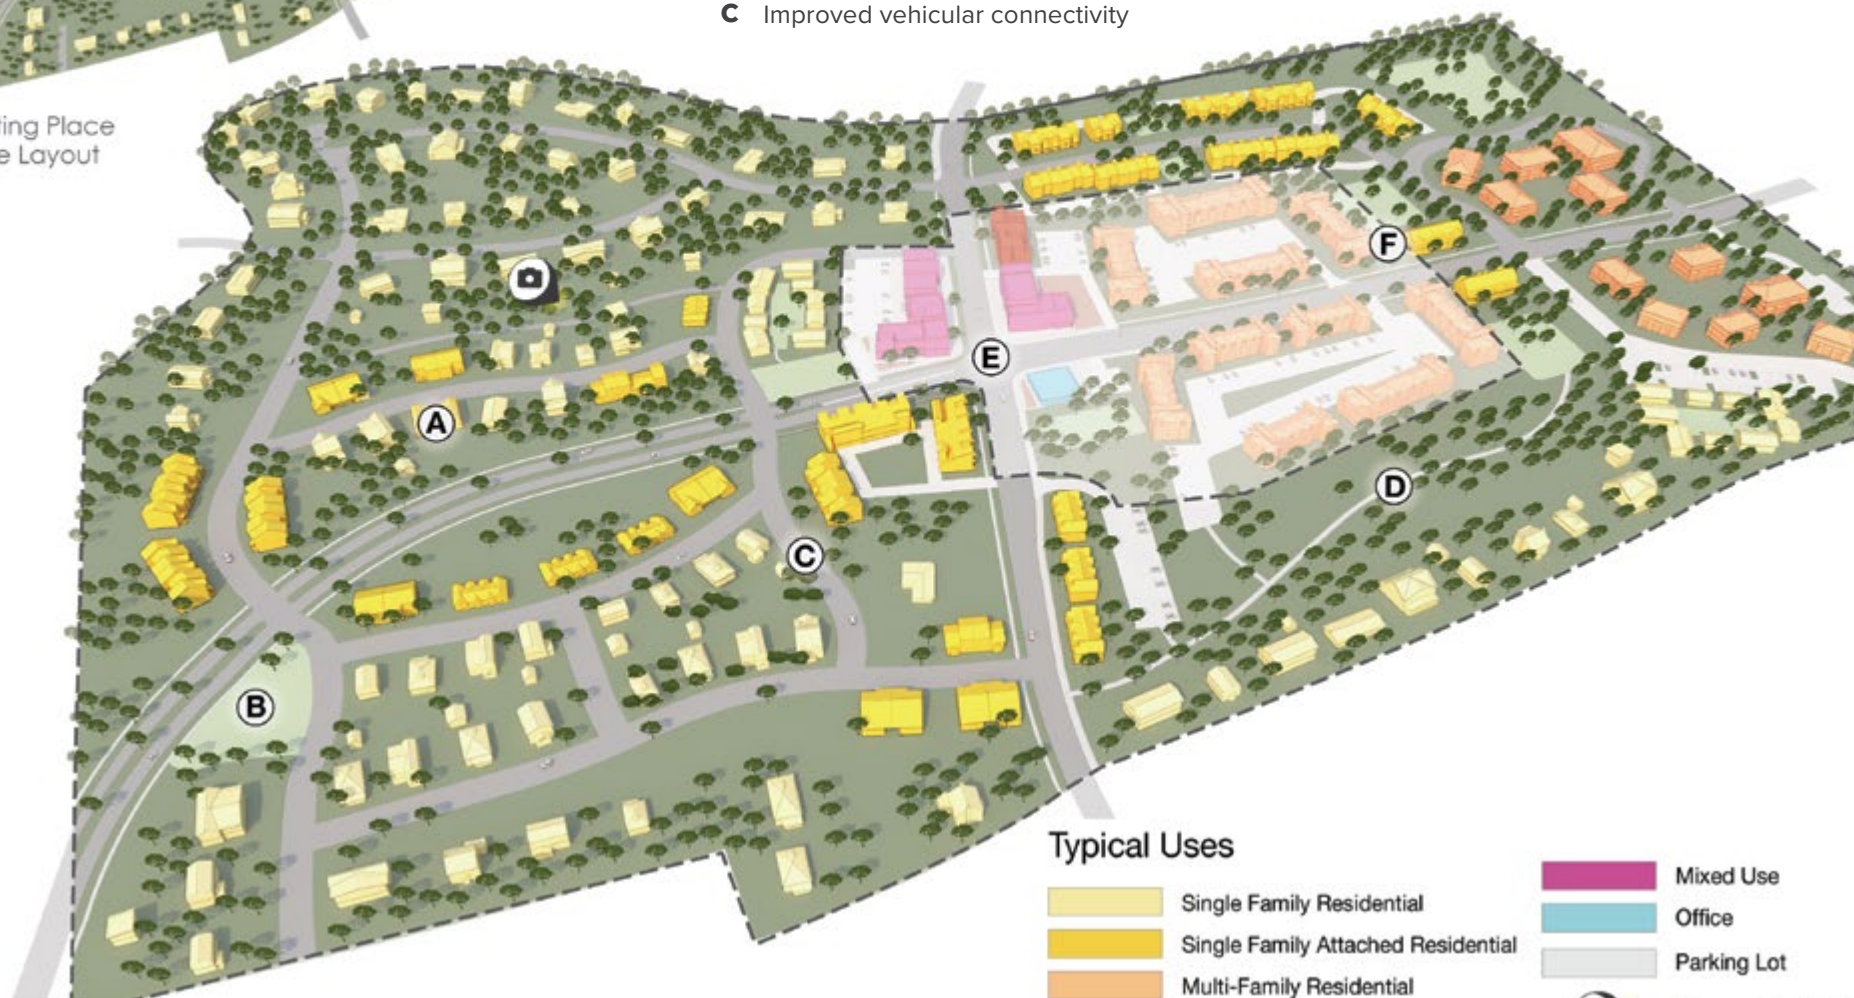 C Improved vehicular connectivity
ing Place
e Layout
F
E
A
D
C
B
Typical Uses
Single Family Residential
Single Family Attached Residential
Multi-Family Residential
Mixed Use
Office
Parking Lot